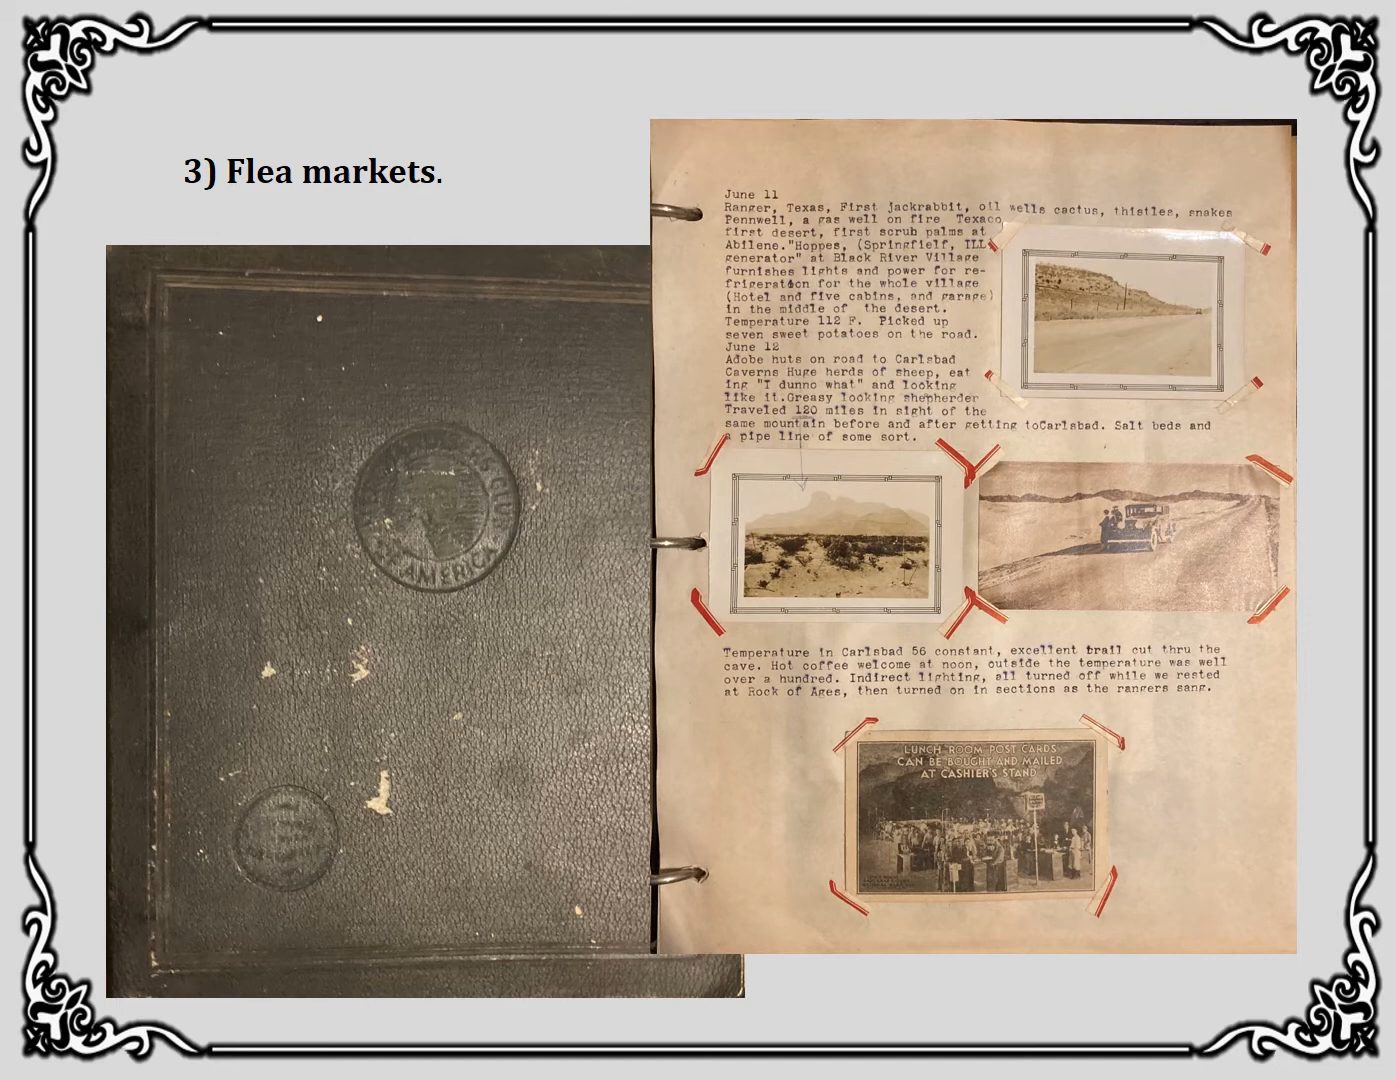 3) Flea markets.
CLUB
AMERICA
June 11
Ranger, Texas, First jackrabbit, oil wells cactus, thistles, snakes
Pennwell, a gas well on fire Texaco
first desert, first scrub palms at
Abilene."Hoppes, (Springfielf, ILL
generator" at Black River Village
furnishes lights and power for re-
frigeration for the whole village
(Hotel and five cabins, and garage)
in the middle of the desert.
Temperature 112 F. Picked up
seven sweet potatoes on the road.
June 12
Adobe huts on road to Carlsbad
Caverns Huge herds of sheep, eat
ing "I dunno what" and looking
like it.Greasy looking shepherder
Traveled 120 miles in sight of the
same mountain before and after getting toCarlsbad. Salt beds and
a pipe line of some sort.
Temperature in Carlsbad 56 constant, excellent trail cut thru the
cave. Hot coffee welcome at noon, outside the temperature was well
over a hundred. Indirect lighting, all turned off while we rested
at Rock of Ages, then turned on in sections as the rangers sang.
LUNCH ROOM POST CARDS
CAN BE BOUGHT AND MAILED
AT CASHIER'S STAND